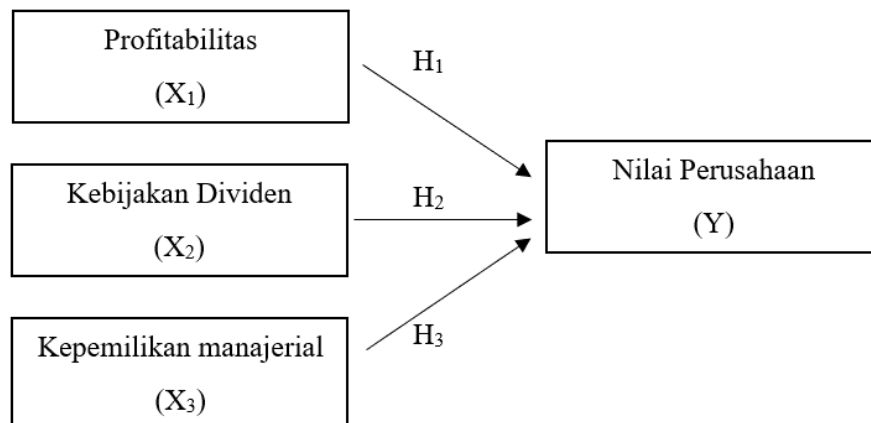 Profitabilitas
(X₁)
H₁
Kebijakan Dividen
(X₂)
H₂
Nilai Perusahaan
(Y)
Kepemilikan manajerial
(X₃)
H₃